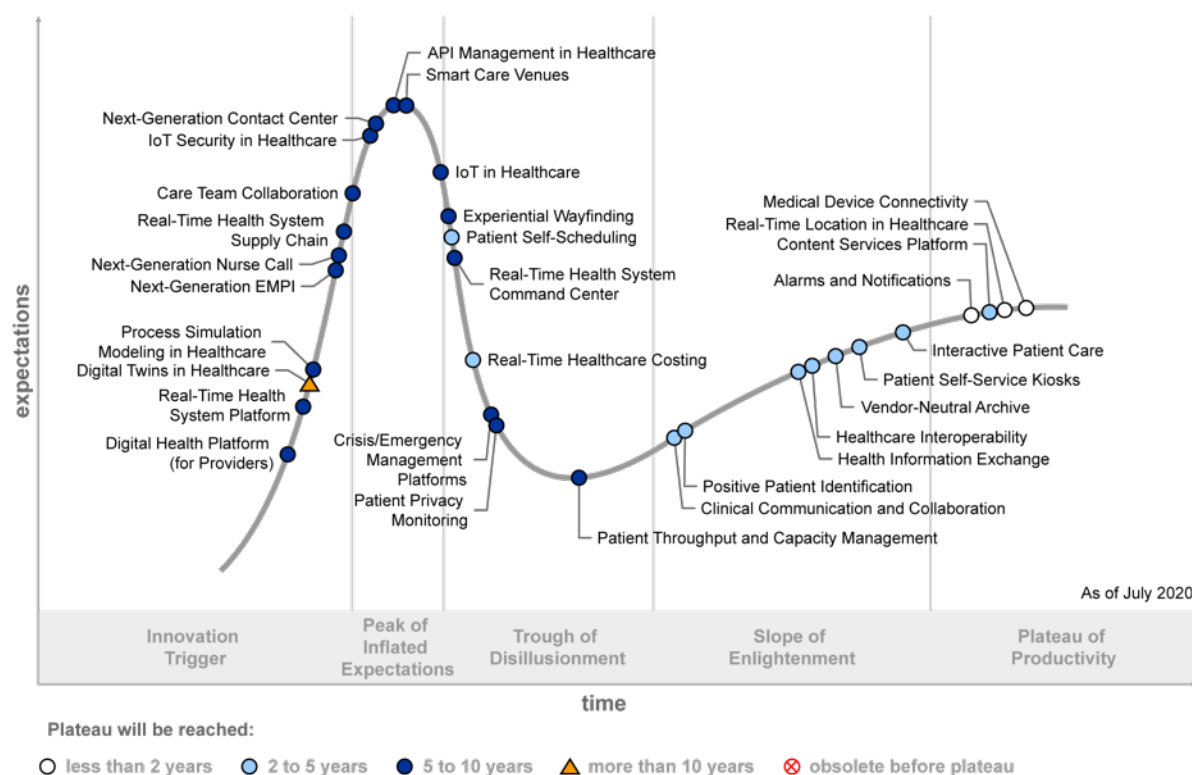 API Management in Healthcare
Smart Care Venues
Next-Generation Contact Center
IoT Security in Healthcare
Care Team Collaboration
Real-Time Health System
Supply Chain
Next-Generation Nurse Call
Next-Generation EMPI
Process Simulation
Modeling in Healthcare
Digital Twins in Healthcare
Real-Time Health
System Platform
Digital Health Platform
(for Providers)
IoT in Healthcare
Experiential Wayfinding
Patient Self-Scheduling
Real-Time Health System
Command Center
Real-Time Healthcare Costing
Crisis/Emergency
Management
Platforms
Patient Privacy
Monitoring
Patient Throughput and Capacity Management
Clinical Communication and Collaboration
Positive Patient Identification
Health Information Exchange
Healthcare Interoperability
Vendor-Neutral Archive
Patient Self-Service Kiosks
Interactive Patient Care
Medical Device Connectivity
Real-Time Location in Healthcare
Content Services Platform
Alarms and Notifications
expectations
As of July 2020
Innovation
Trigger
Peak of
Inflated
Expectations
Trough of
Disillusionment
Slope of
Enlightenment
Plateau of
Productivity
time
Plateau will be reached:
less than 2 years
2 to 5 years
5 to 10 years
more than 10 years
obsolete before plateau